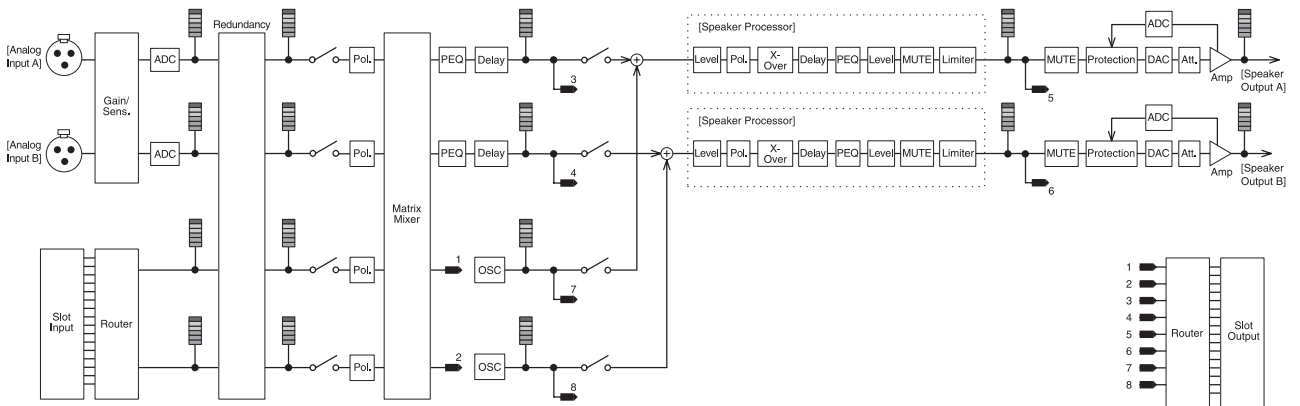 Redundancy
[Speaker Processor]
ADC
[Analog
Input A]
ADC
Pol.
PEQ
Delay
Level
Pol.
X-
Over
Delay
PEQ
Level
MUTE
Limiter
MUTE
Protection
DAC
Att.
Amp
[Speaker
Output A]
3
5
Gain/
Sens.
[Speaker Processor]
ADC
[Analog
Input B]
ADC
Pol.
PEQ
Delay
Level
Pol.
X-
Over
Delay
PEQ
Level
MUTE
Limiter
MUTE
Protection
DAC
Att.
Amp
[Speaker
Output B]
4
6
Matrix
Mixer
Pol.
1
OSC
7
Slot
Input
Router
Pol.
2
OSC
8
1
2
3
4
5
6
7
8
Router
Slot
Output